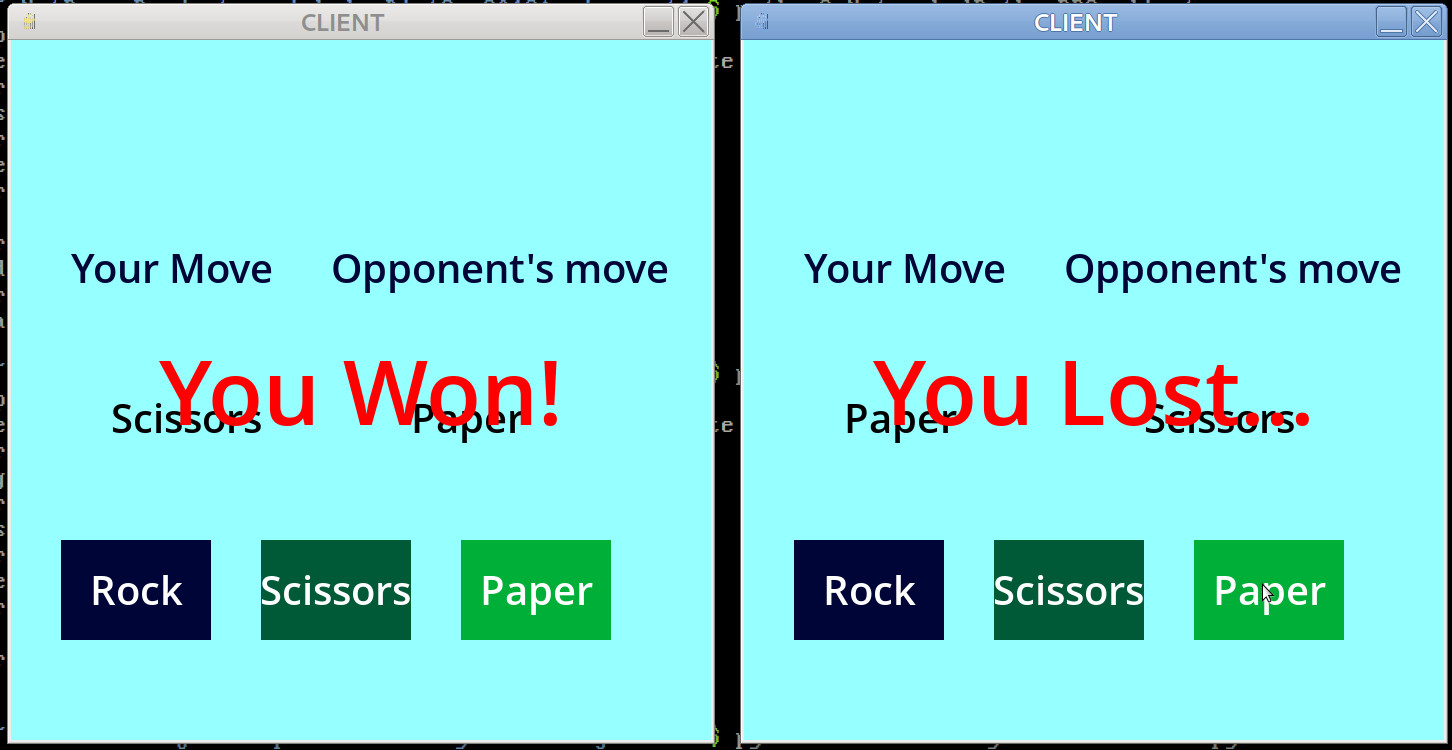 CLIENT
Your Move Opponent's move
You Won!
Scissors Paper
Rock Scissors Paper
CLIENT
Your Move Opponent's move
You Lost...
Paper Scissors
Rock Scissors Paper